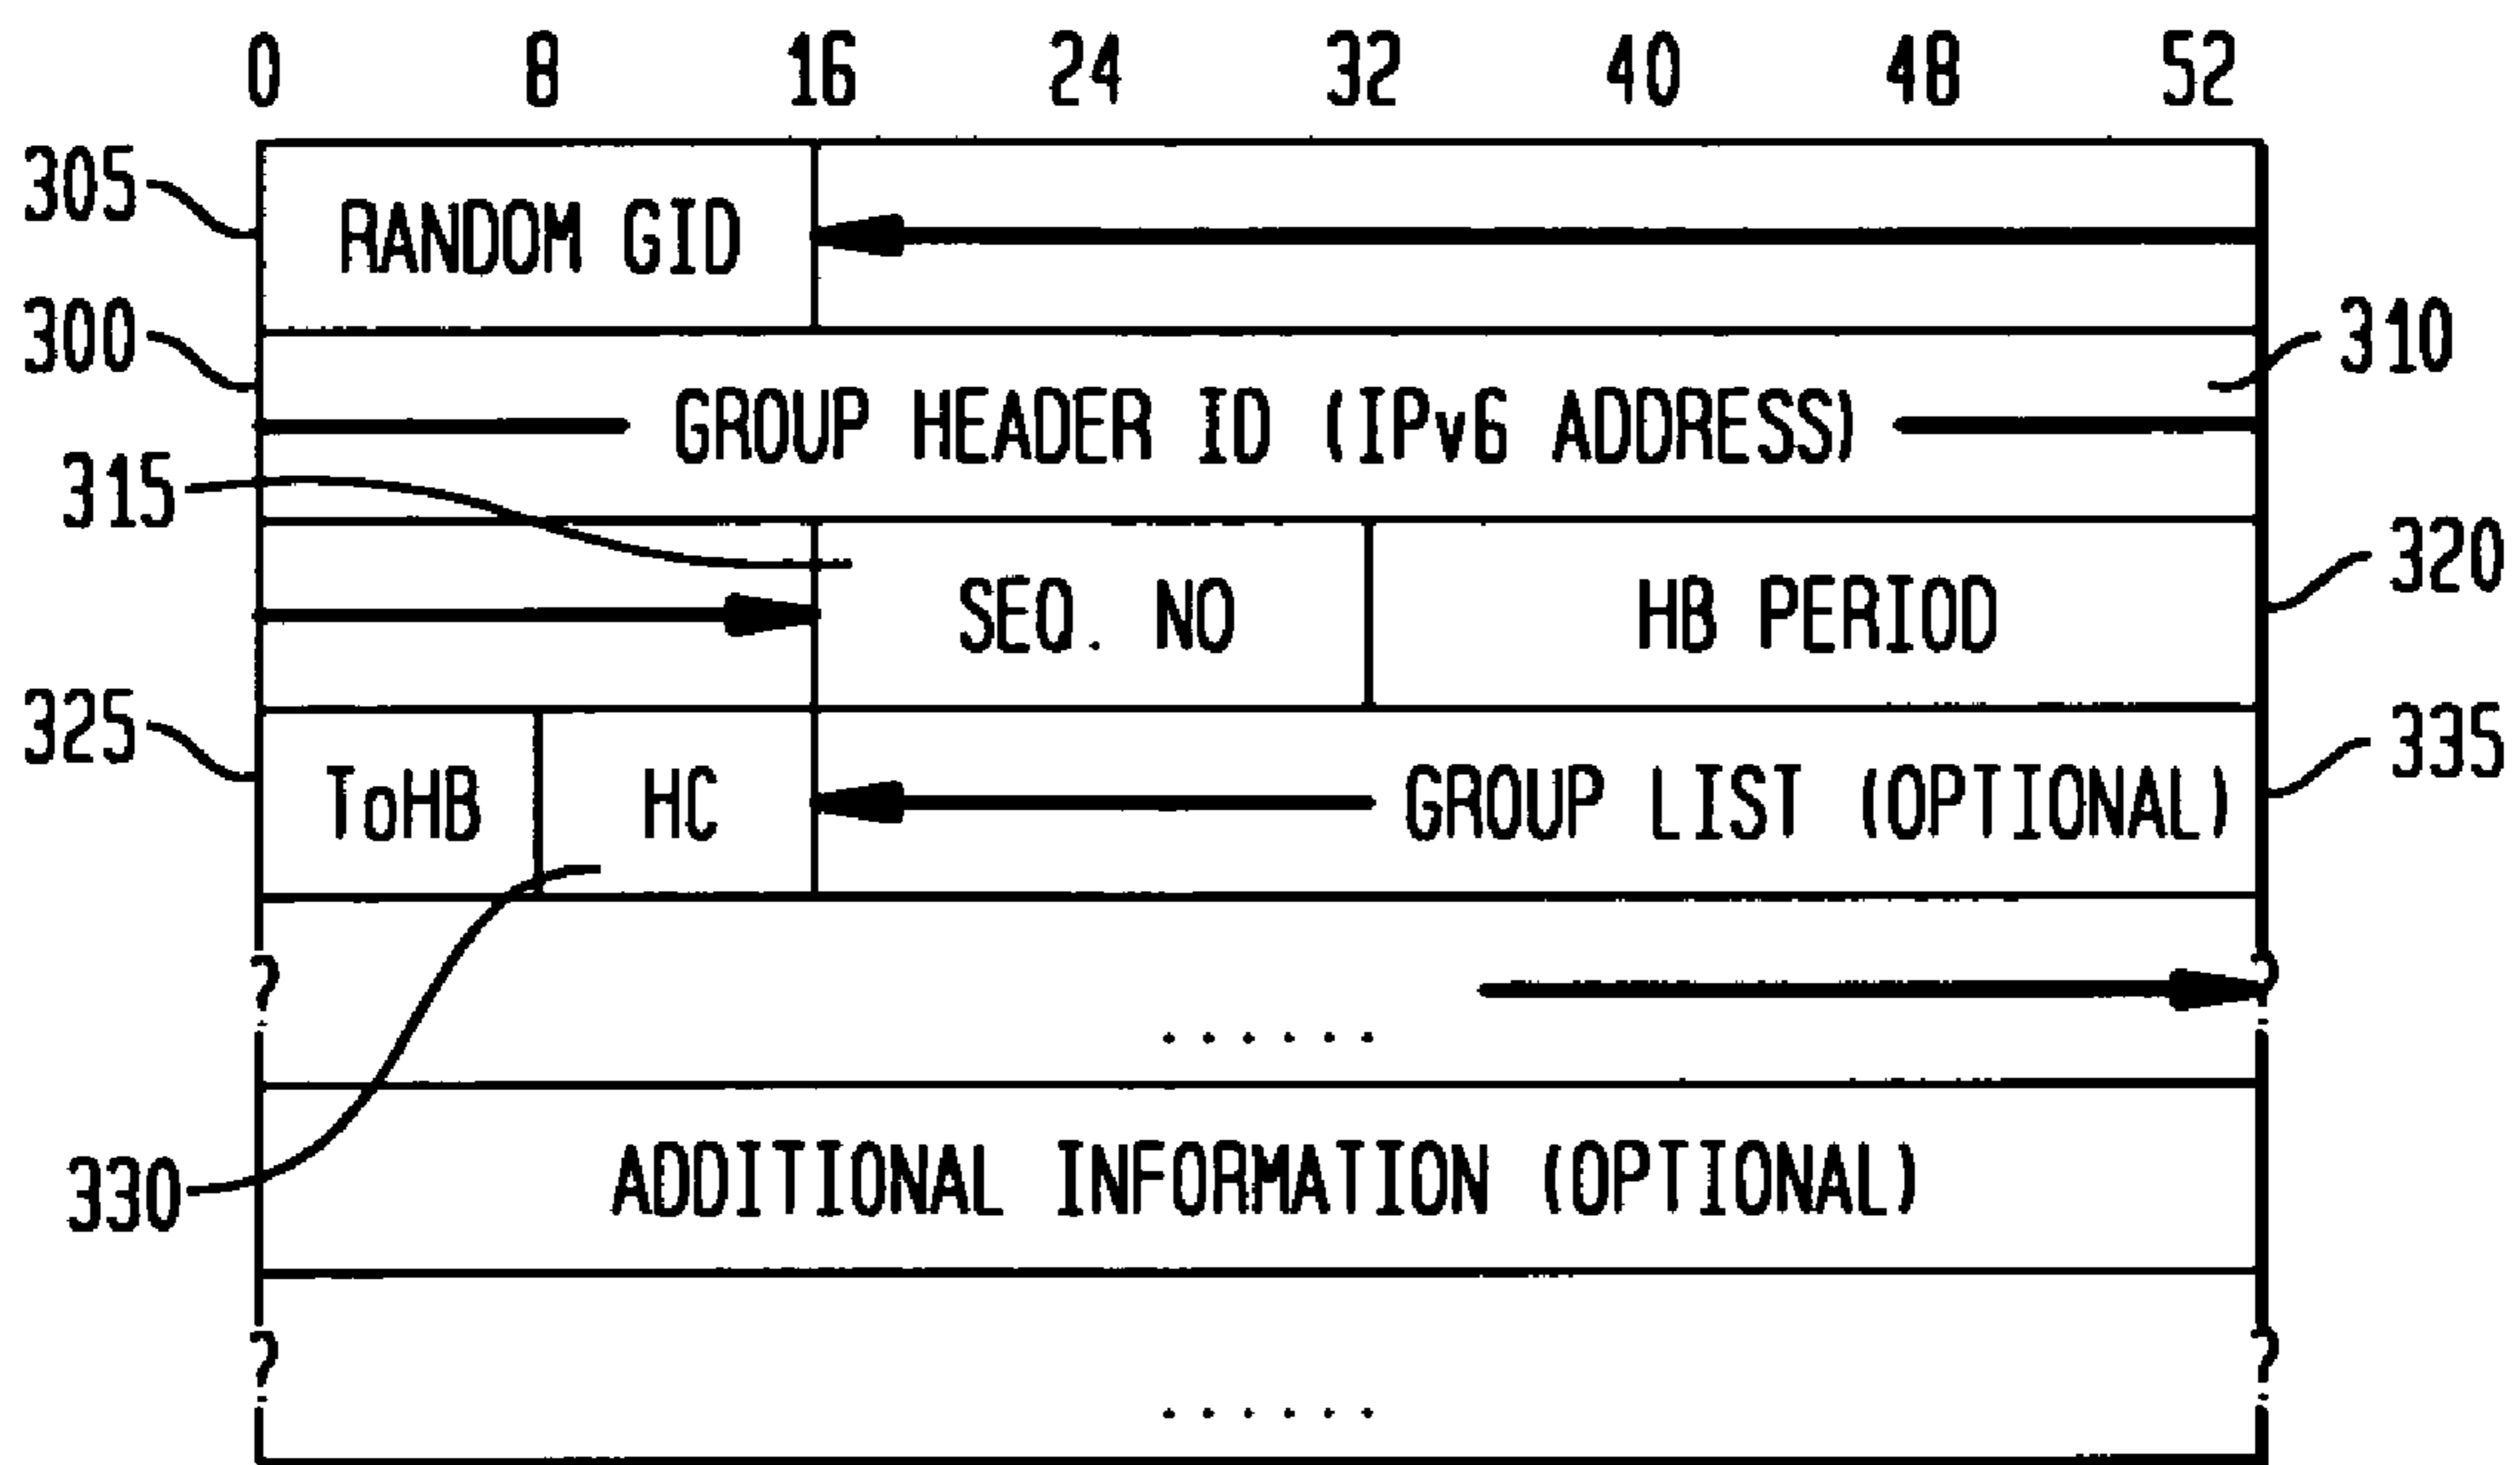 0 8 16 24 32 40 48 52
305 RANDOM GID
300 310
GROUP HEADER ID (IPv6 ADDRESS)
315
SEQ. NO HB PERIOD 320
325 335
ToHB HC GROUP LIST (OPTIONAL)
......
330 ADDITIONAL INFORMATION (OPTIONAL)
......